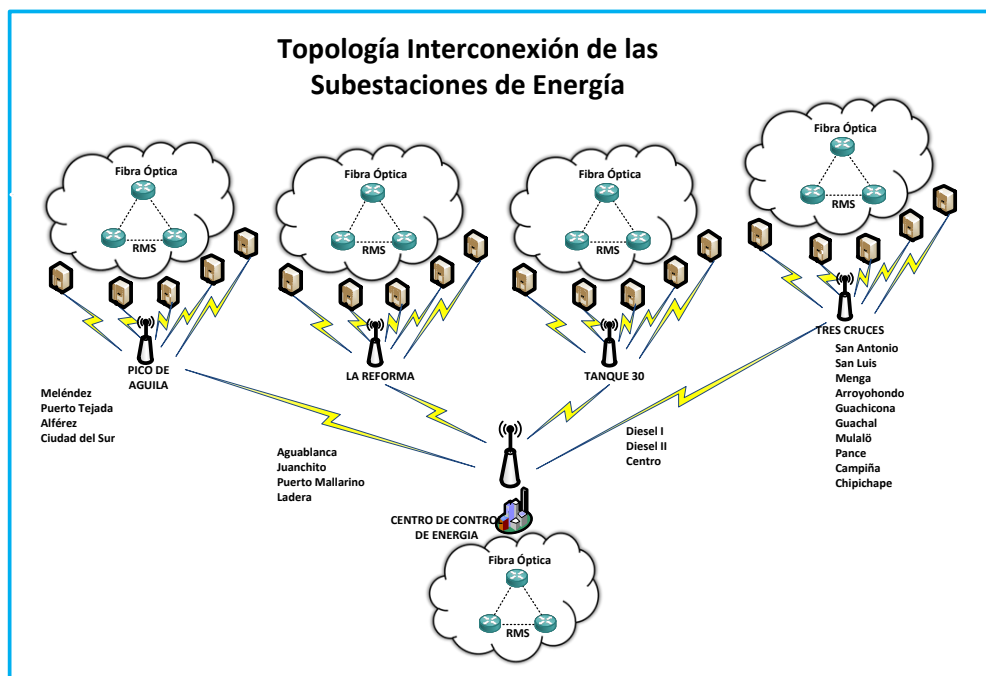 Topología Interconexión de las
Subestaciones de Energía
Fibra Óptica
RMS
Fibra Óptica
RMS
Fibra Óptica
RMS
Fibra Óptica
RMS
PICO DE
AGUILA
LA REFORMA
TANQUE 30
TRES CRUCES
Meléndez
Puerto Tejada
Alférez
Ciudad del Sur
Aguablanca
Juanchito
Puerto Mallarino
Ladera
Diesel I
Diesel II
Centro
San Antonio
San Luis
Menga
Arroyohondo
Guachicona
Guachal
Mulalö
Pance
Campiña
Chipichape
CENTRO DE CONTROL
DE ENERGIA
Fibra Óptica
RMS